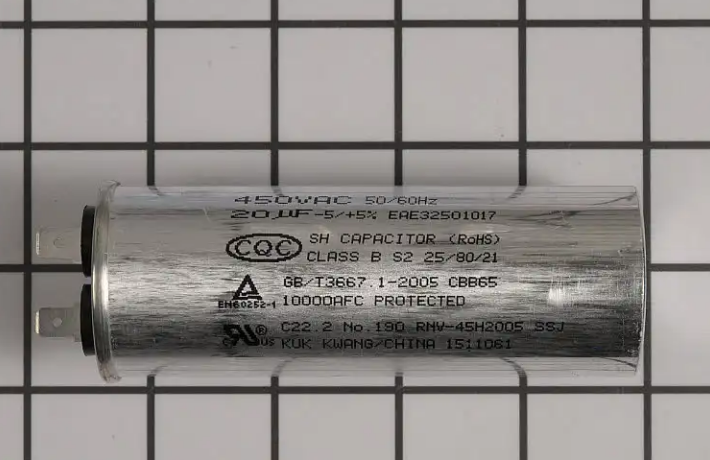 450VAC 50/60Hz
20µF-5/+5% EAE32501017
CQC SH CAPACITOR (RoHS)
CLASS B S2 25/80/21
GB/T3667.1-2005 CBB65
EN60252-1 10000AFC PROTECTED
C22.2 No.190 RNV-45H2005 SSJ
KUK KWANG/CHINA 1511061